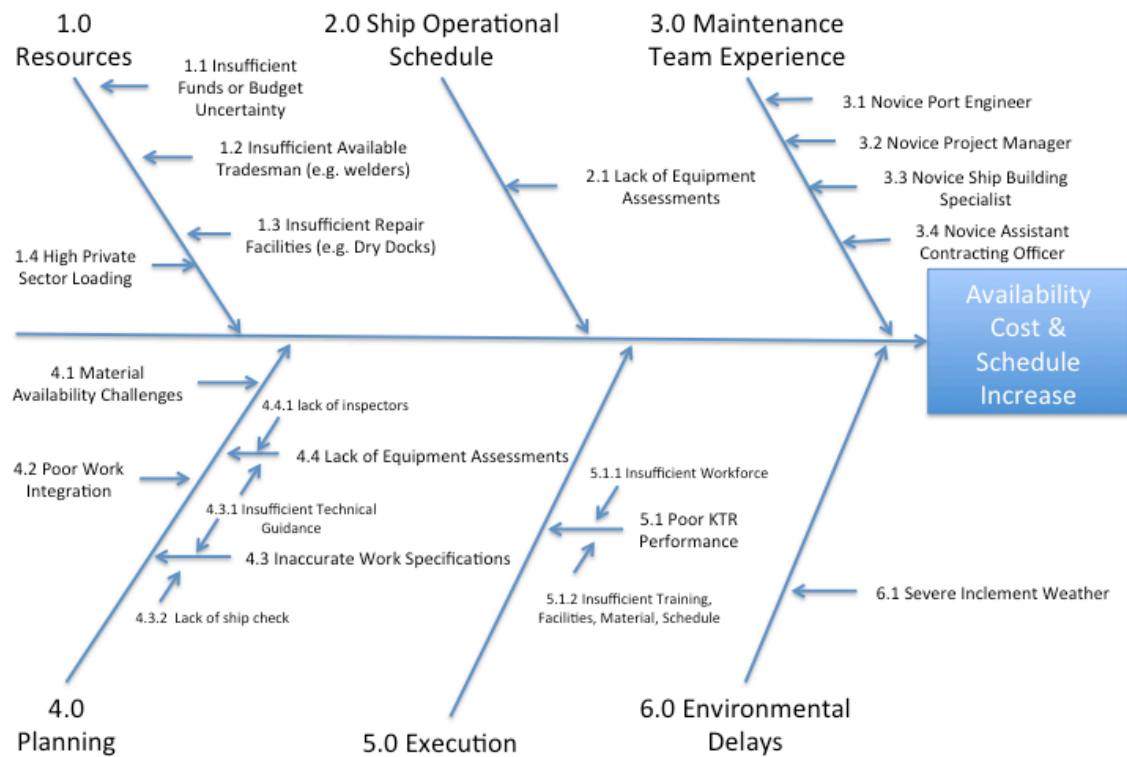 1.0
Resources
2.0 Ship Operational
Schedule
3.0 Maintenance
Team Experience
1.1 Insufficient
Funds or Budget
Uncertainty
1.2 Insufficient Available
Tradesman (e.g. welders)
1.3 Insufficient Repair
Facilities (e.g. Dry Docks)
1.4 High Private
Sector Loading
2.1 Lack of Equipment
Assessments
3.1 Novice Port Engineer
3.2 Novice Project Manager
3.3 Novice Ship Building
Specialist
3.4 Novice Assistant
Contracting Officer
Availability
Cost &
Schedule
Increase
4.1 Material
Availability Challenges
4.4.1 lack of inspectors
4.4 Lack of Equipment Assessments
4.2 Poor Work
Integration
4.3.1 Insufficient Technical
Guidance
4.3 Inaccurate Work Specifications
4.3.2 Lack of ship check
5.1.1 Insufficient Workforce
5.1 Poor KTR
Performance
5.1.2 Insufficient Training,
Facilities, Material, Schedule
6.1 Severe Inclement Weather
4.0
Planning
5.0 Execution
6.0 Environmental
Delays